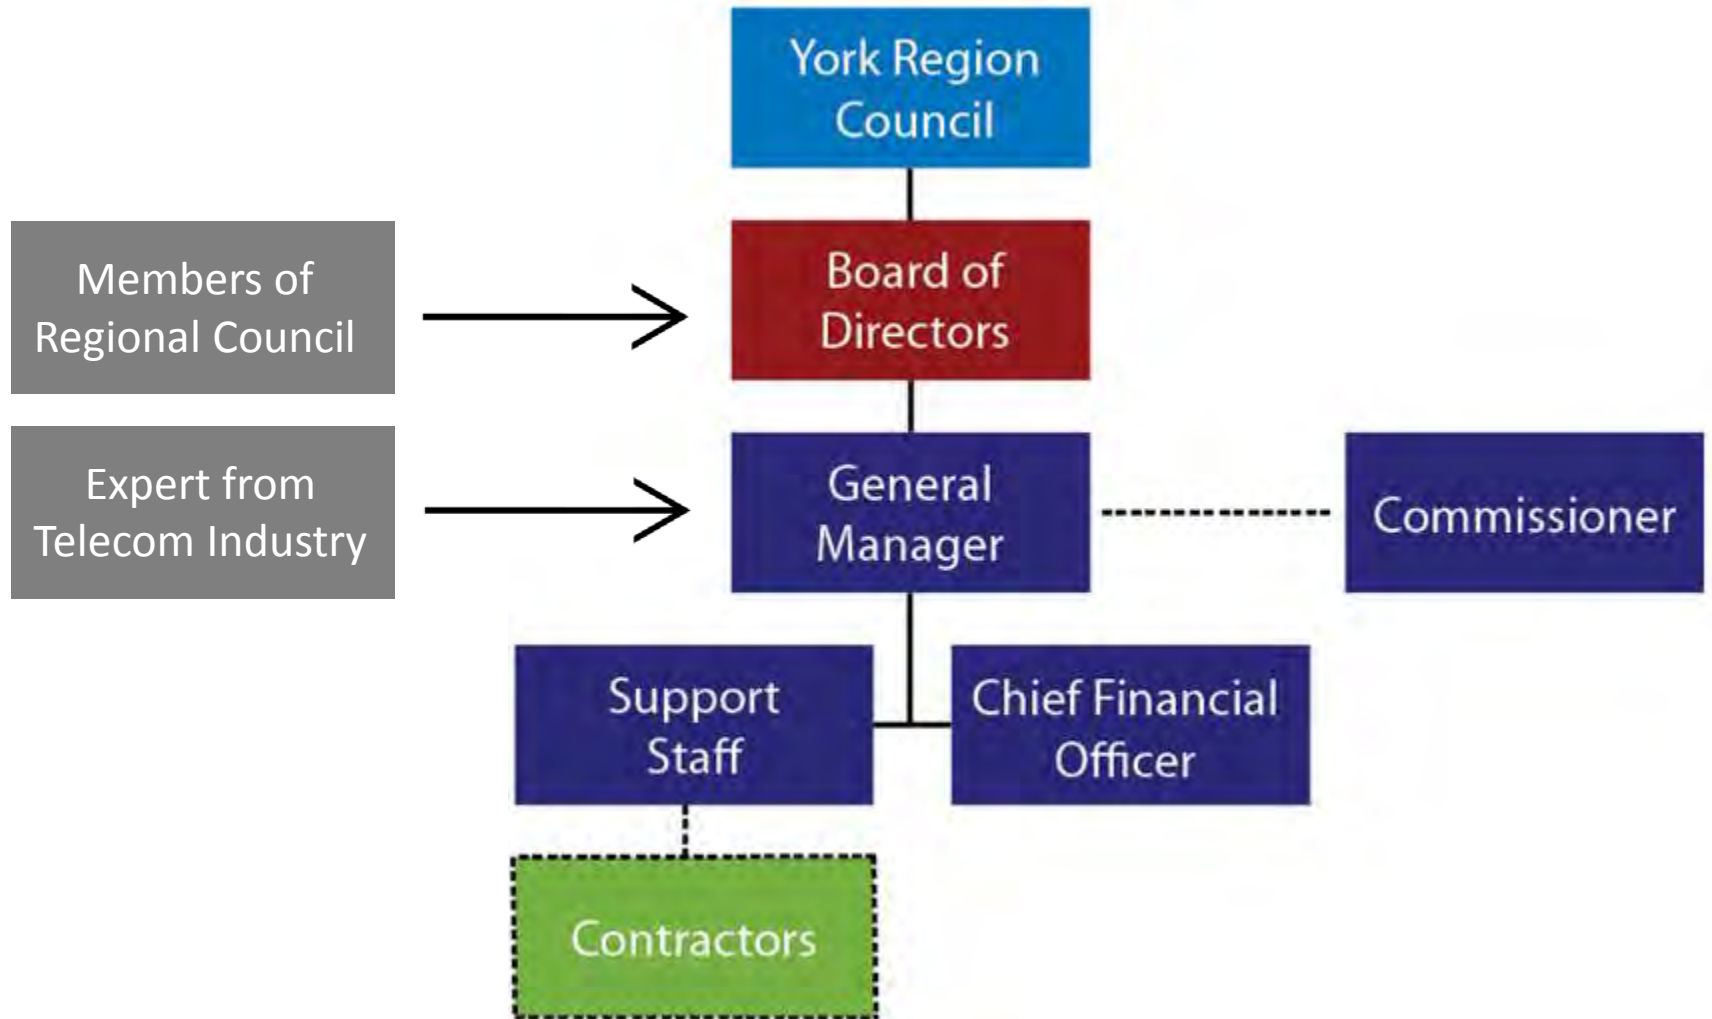 York Region
Council
Members of
Regional Council
Board of
Directors
Expert from
Telecom Industry
General
Manager
Commissioner
Support
Staff
Chief Financial
Officer
Contractors